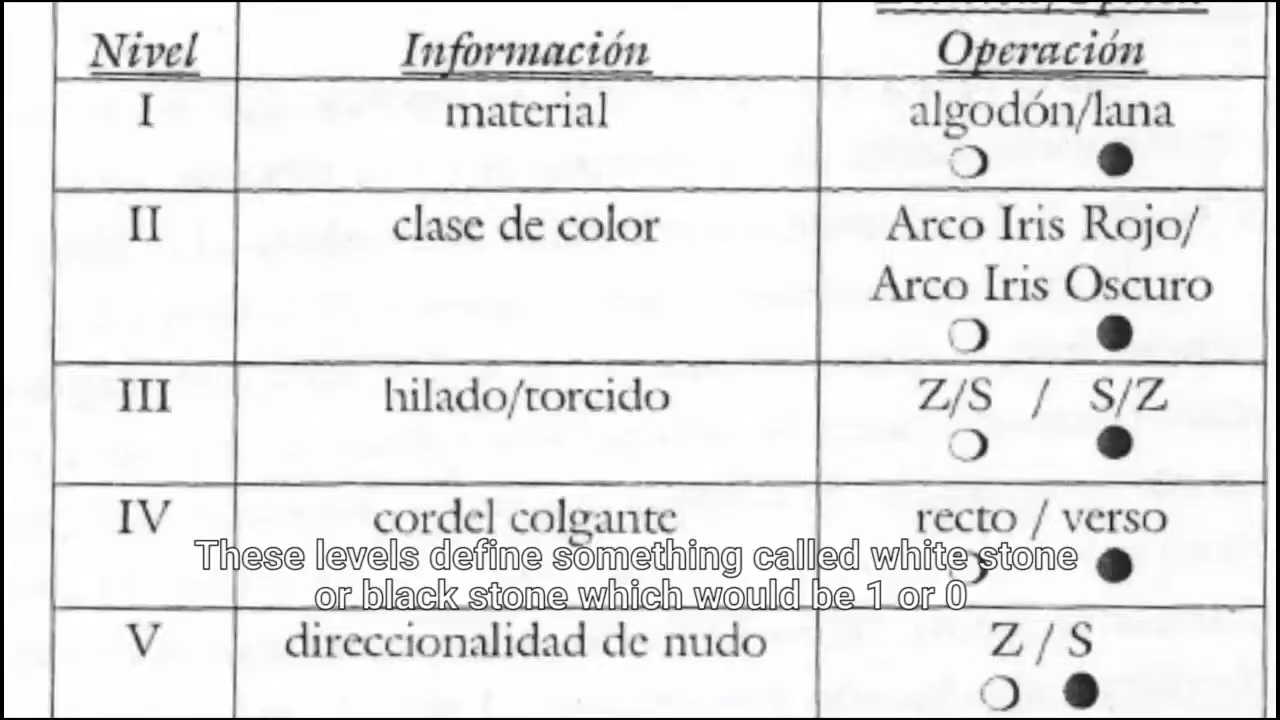 Nivel Información Operación
I material algodón/lana
II clase de color Arco Iris Rojo/
Arco Iris Oscuro
III hilado/torcido Z/S / S/Z
IV cordel colgante recto / verso
These levels define something called white stone
or black stone which would be 1 or 0
V direccionalidad de nudo Z / S